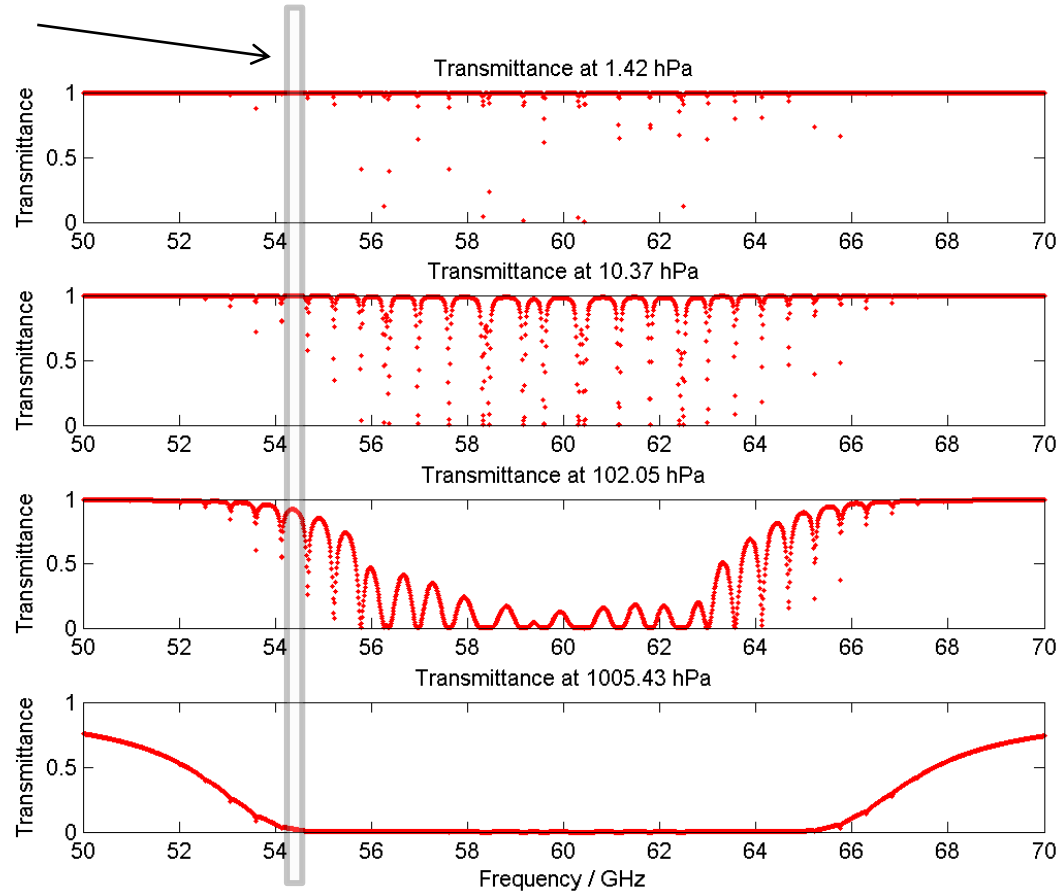 Transmittance at 1.42 hPa
Transmittance
1
0.5
0
50 52 54 56 58 60 62 64 66 68 70
Transmittance at 10.37 hPa
Transmittance
1
0.5
0
50 52 54 56 58 60 62 64 66 68 70
Transmittance at 102.05 hPa
Transmittance
1
0.5
0
50 52 54 56 58 60 62 64 66 68 70
Transmittance at 1005.43 hPa
Transmittance
1
0.5
0
50 52 54 56 58 60 62 64 66 68 70
Frequency / GHz